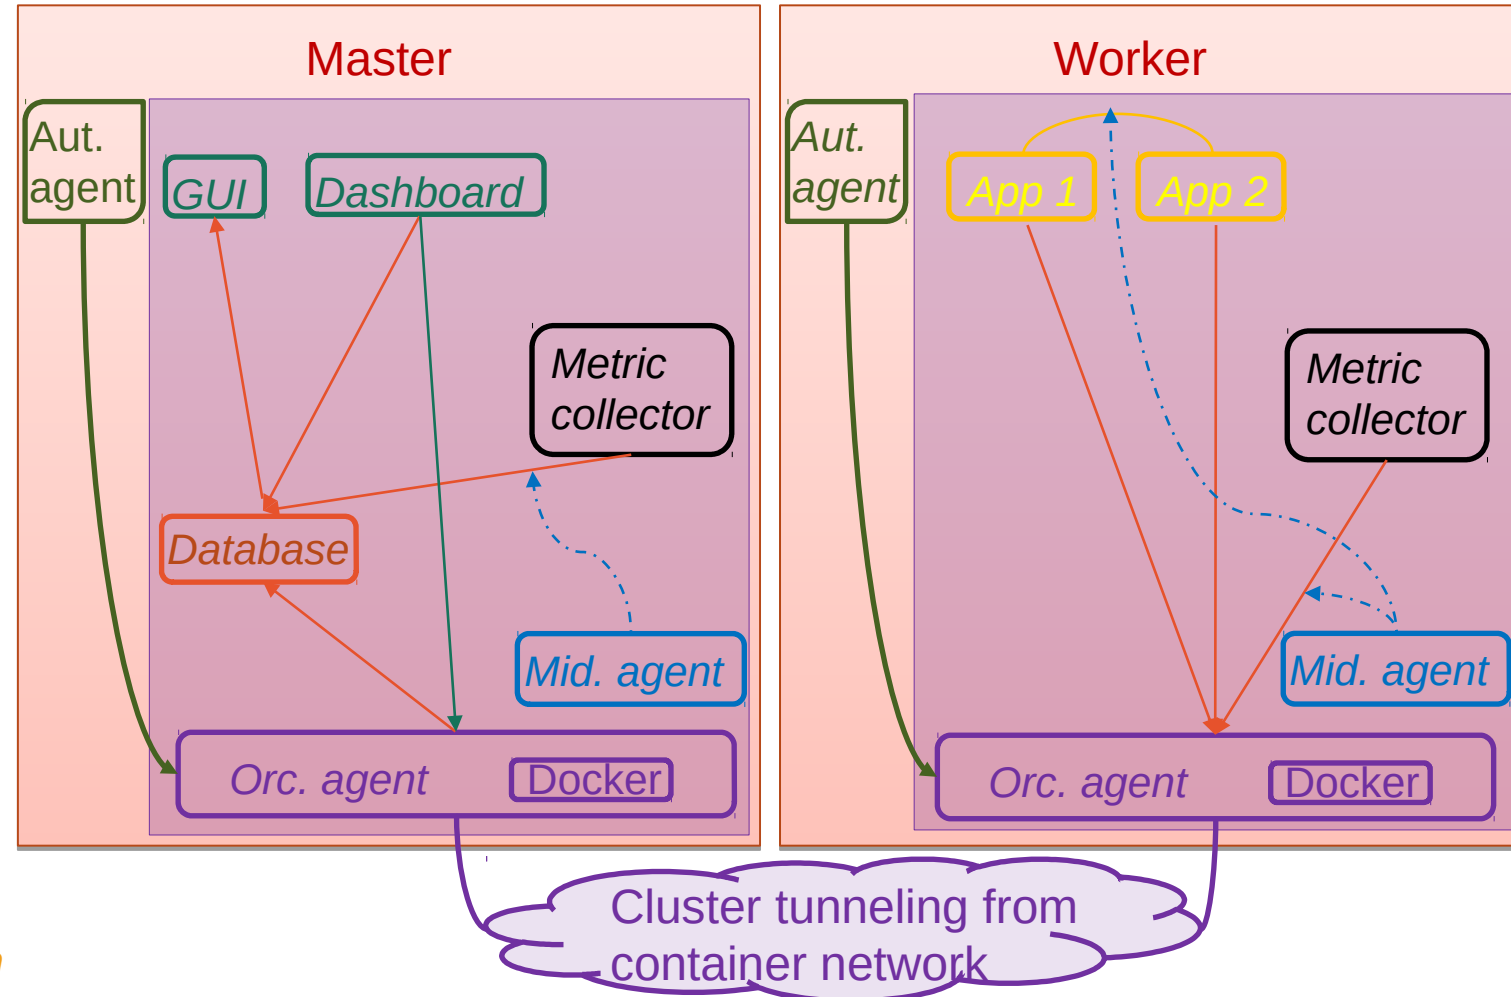 Master
Aut.
agent
GUI
Dashboard
Metric
collector
Database
Mid. agent
Orc. agent
Docker
Worker
Aut.
agent
App 1
App 2
Metric
collector
Mid. agent
Orc. agent
Docker
Cluster tunneling from
container network